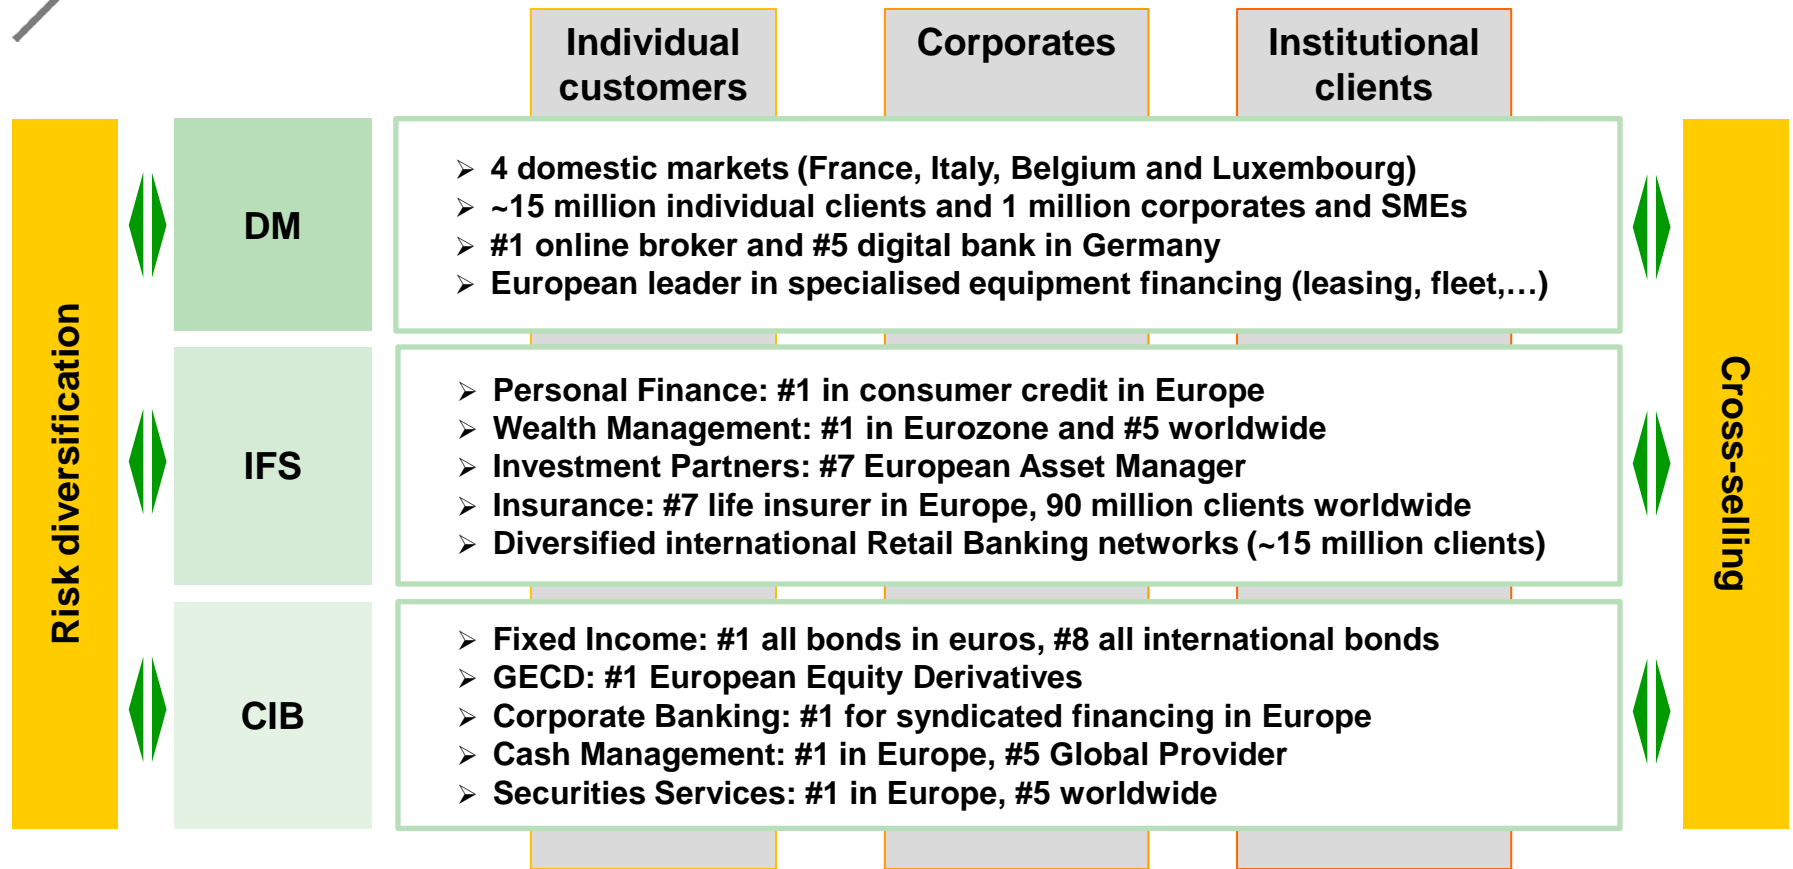 Individual
customers
Corporates
Institutional
clients
Risk diversification
DM
➢ 4 domestic markets (France, Italy, Belgium and Luxembourg)
➢ ~15 million individual clients and 1 million corporates and SMEs
➢ #1 online broker and #5 digital bank in Germany
➢ European leader in specialised equipment financing (leasing, fleet,…)
IFS
➢ Personal Finance: #1 in consumer credit in Europe
➢ Wealth Management: #1 in Eurozone and #5 worldwide
➢ Investment Partners: #7 European Asset Manager
➢ Insurance: #7 life insurer in Europe, 90 million clients worldwide
➢ Diversified international Retail Banking networks (~15 million clients)
CIB
➢ Fixed Income: #1 all bonds in euros, #8 all international bonds
➢ GECD: #1 European Equity Derivatives
➢ Corporate Banking: #1 for syndicated financing in Europe
➢ Cash Management: #1 in Europe, #5 Global Provider
➢ Securities Services: #1 in Europe, #5 worldwide
Cross-selling